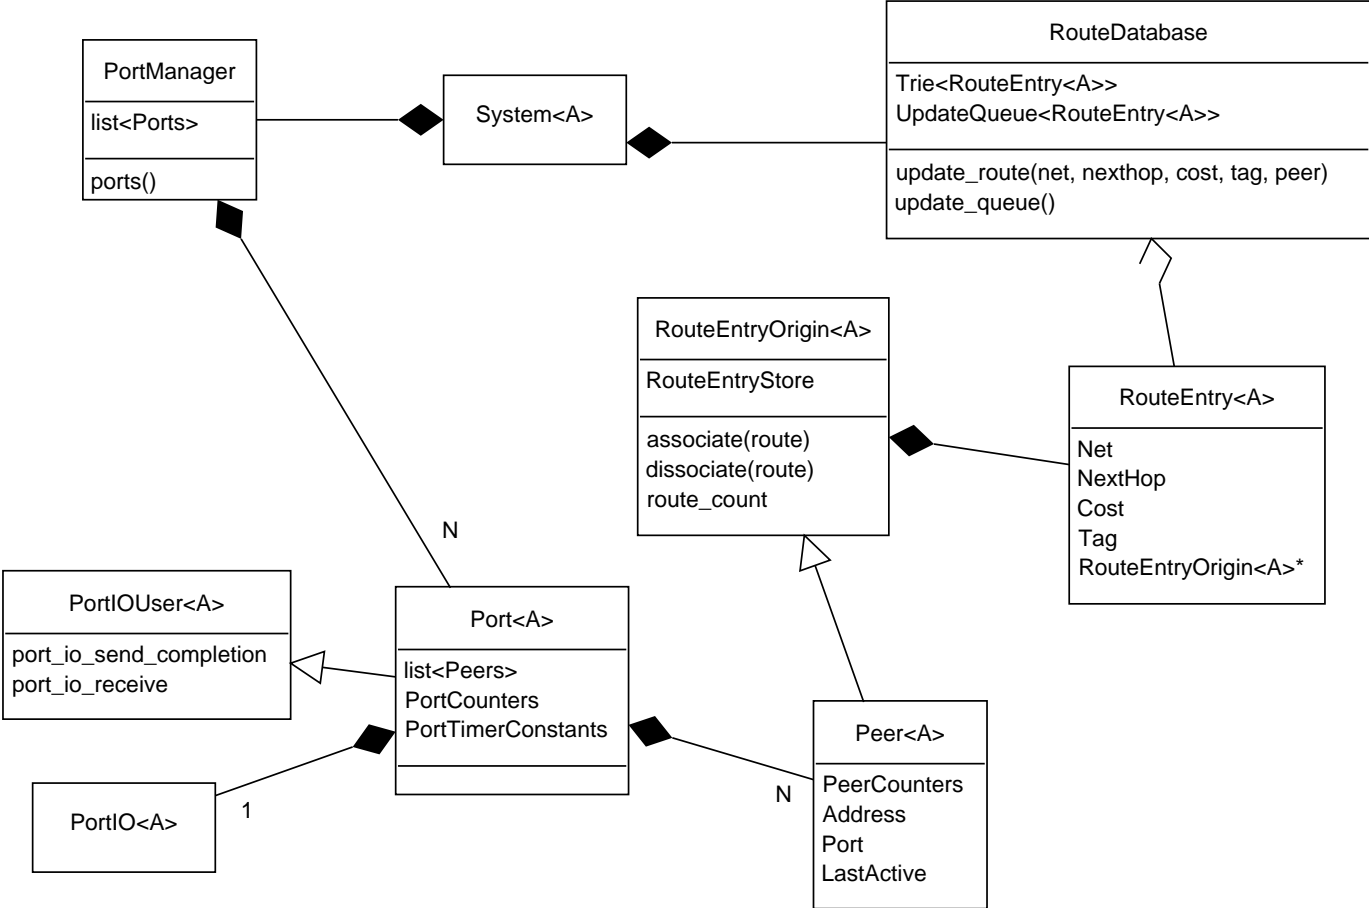 RouteDatabase
Trie<RouteEntry<A>>
UpdateQueue<RouteEntry<A>>
update_route(net, nexthop, cost, tag, peer)
update_queue()
PortManager
list<Ports>
ports()
System<A>
RouteEntryOrigin<A>
RouteEntryStore
associate(route)
dissociate(route)
route_count
RouteEntry<A>
Net
NextHop
Cost
Tag
RouteEntryOrigin<A>*
N
PortIOUser<A>
port_io_send_completion
port_io_receive
Port<A>
list<Peers>
PortCounters
PortTimerConstants
Peer<A>
PeerCounters
Address
Port
LastActive
N
1
PortIO<A>